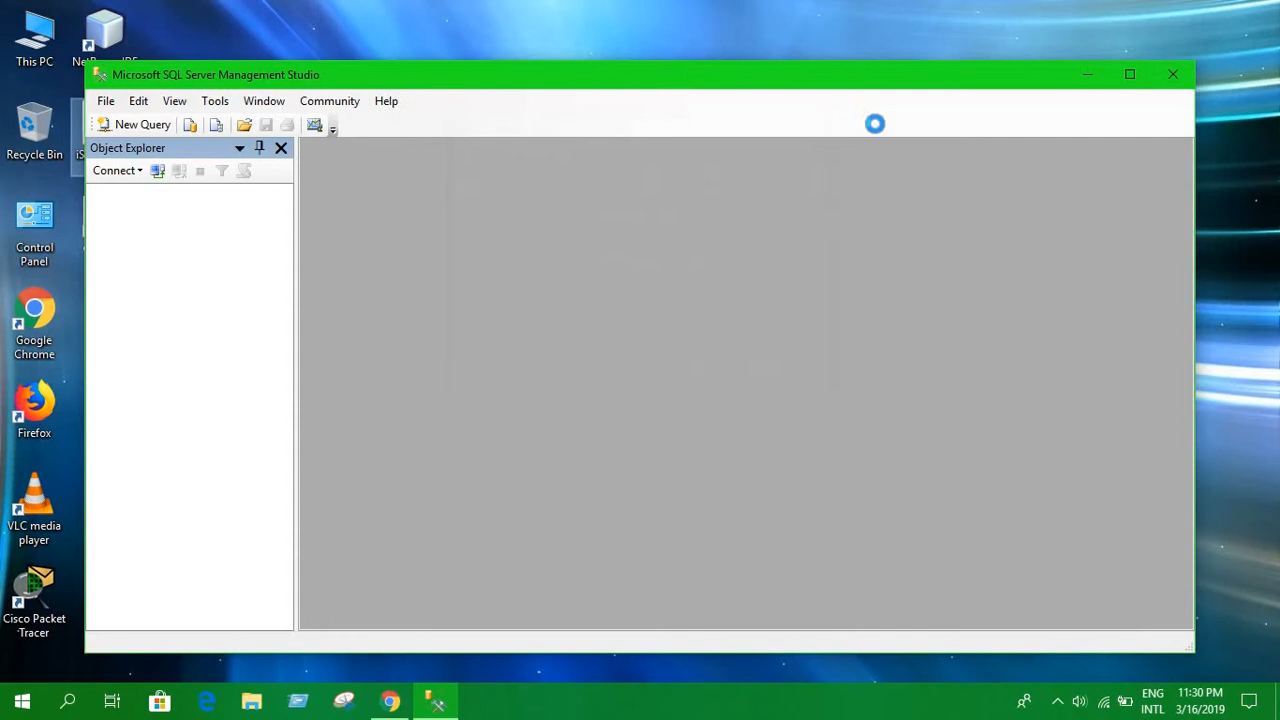 This PC
Recycle Bin
Control
Panel
Google
Chrome
Firefox
VLC media
player
Cisco Packet
Tracer
Microsoft SQL Server Management Studio
File Edit View Tools Window Community Help
New Query
Object Explorer
Connect
ENG
INTL
11:30 PM
3/16/2019